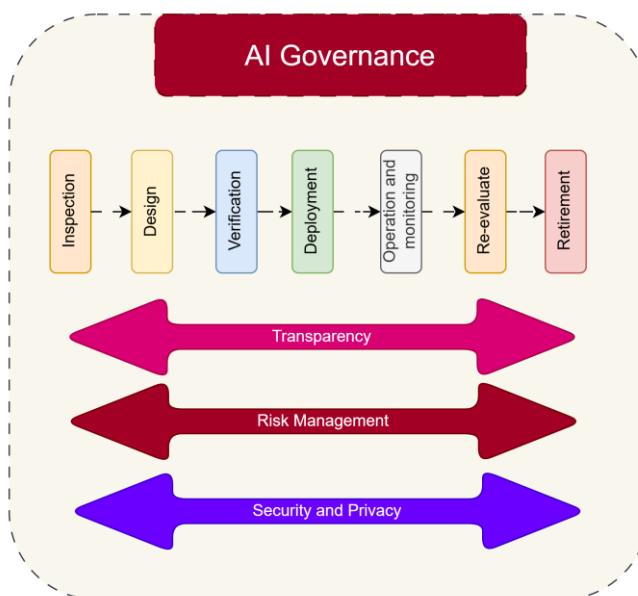 AI Governance
Inspection
Design
Verification
Deployment
Operation and
monitoring
Re-evaluate
Retirement
Transparency
Risk Management
Security and Privacy